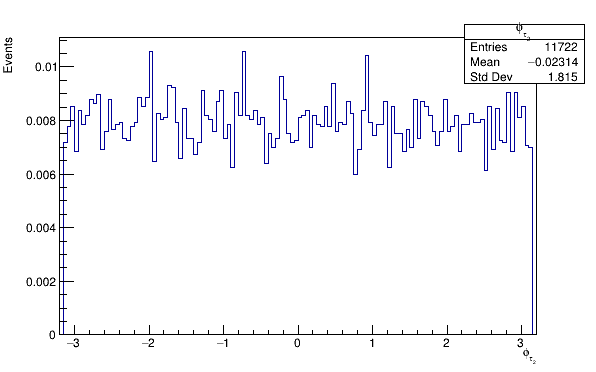 ϕτ2
Entries 11722
Mean −0.02314
Std Dev 1.815
Events
0.01
0.008
0.006
0.004
0.002
0
−3 −2 −1 0 1 2 3
ϕτ2